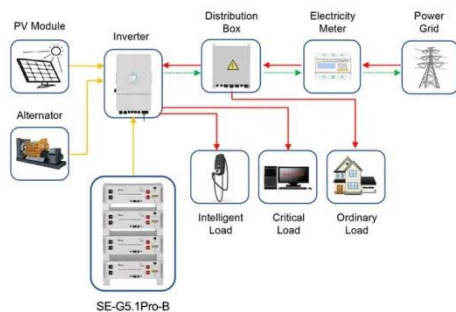 PV Module
Inverter
Distribution
Box
Electricity
Meter
Power
Grid
Alternator
Intelligent
Load
Critical
Load
Ordinary
Load
SE-G5.1Pro-B